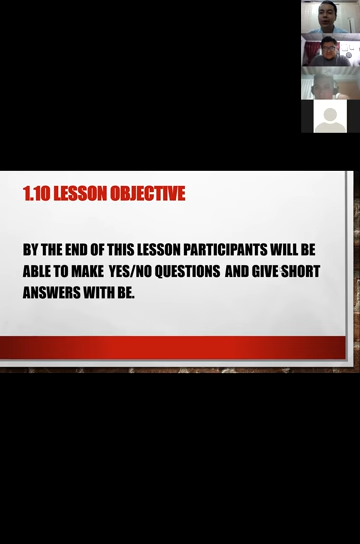 1.10 LESSON OBJECTIVE
BY THE END OF THIS LESSON PARTICIPANTS WILL BE
ABLE TO MAKE YES/NO QUESTIONS AND GIVE SHORT
ANSWERS WITH BE.